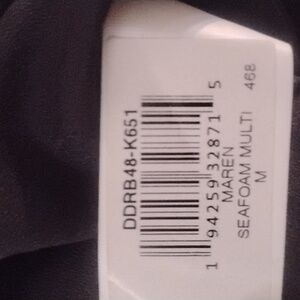 DDRB48-K651
1 94259 32871 5
MAREN
SEAFOAM MULTI 468
M